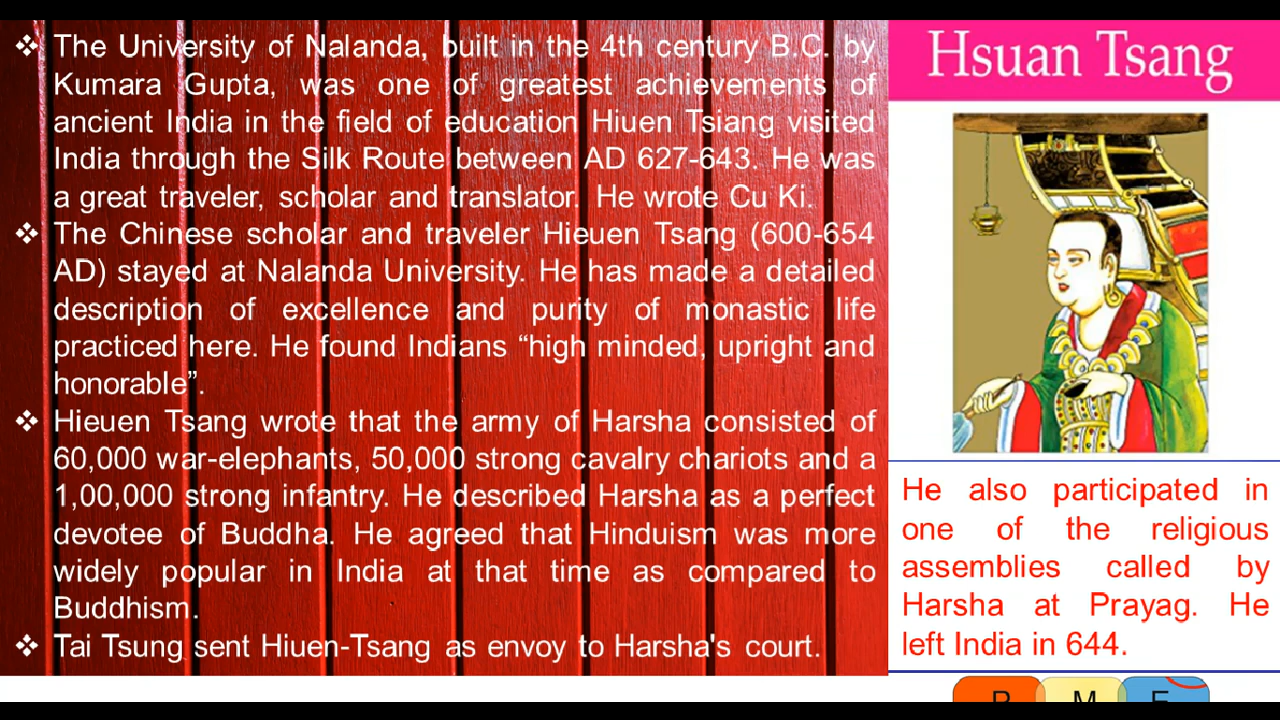 ❖ The University of Nalanda, built in the 4th century B.C. by
Kumara Gupta, was one of greatest achievements of
ancient India in the field of education Hiuen Tsiang visited
India through the Silk Route between AD 627-643. He was
a great traveler, scholar and translator. He wrote Cu Ki.
❖ The Chinese scholar and traveler Hieuen Tsang (600-654
AD) stayed at Nalanda University. He has made a detailed
description of excellence and purity of monastic life
practiced here. He found Indians “high minded, upright and
honorable”.
❖ Hieuen Tsang wrote that the army of Harsha consisted of
60,000 war-elephants, 50,000 strong cavalry chariots and a
1,00,000 strong infantry. He described Harsha as a perfect
devotee of Buddha. He agreed that Hinduism was more
widely popular in India at that time as compared to
Buddhism.
❖ Tai Tsung sent Hiuen-Tsang as envoy to Harsha's court.
Hsuan Tsang
He also participated in
one of the religious
assemblies called by
Harsha at Prayag. He
left India in 644.